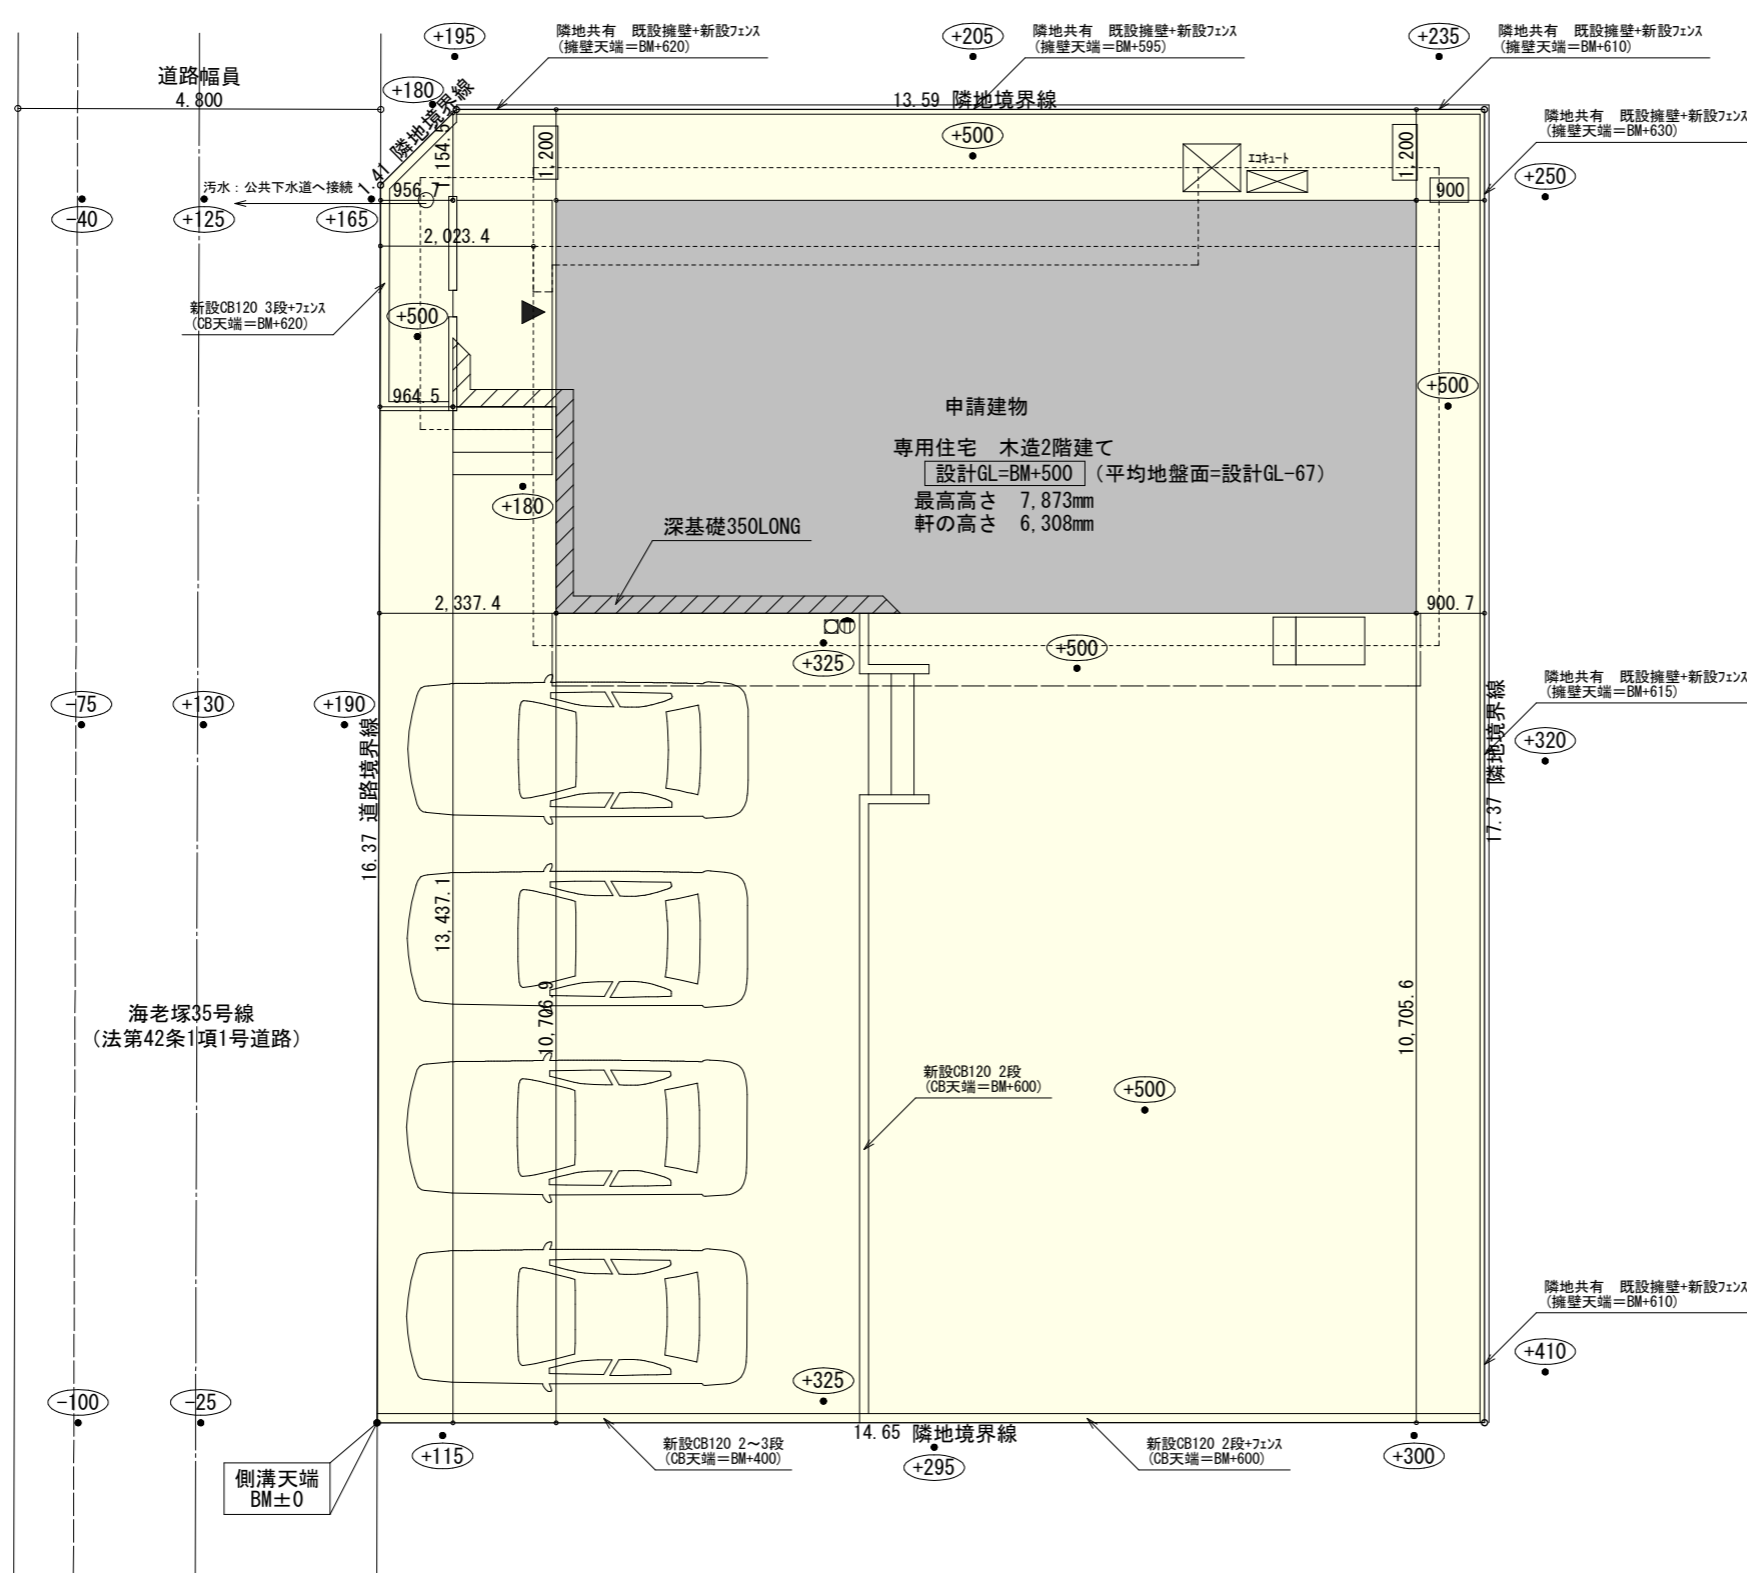 +195
隣地共有 既設擁壁+新設フェンス
(擁壁天端=BM+620)
+205
隣地共有 既設擁壁+新設フェンス
(擁壁天端=BM+595)
+235
隣地共有 既設擁壁+新設フェンス
(擁壁天端=BM+610)
道路幅員
4.800
+180
1.41 隣地境界線
13.59 隣地境界線
隣地共有 既設擁壁+新設フェンス
(擁壁天端=BM+630)
1,154.5
1,200
+500
エコキュート
1,200
900
+250
汚水：公共下水道へ接続
956.7
-40
+125
+165
2,023.4
新設CB120 3段+フェンス
(CB天端=BM+620)
+500
964.5
+500
申請建物
専用住宅 木造2階建て
設計GL=BM+500 (平均地盤面=設計GL-67)
最高高さ 7,873mm
軒の高さ 6,308mm
+180
深基礎350LONG
2,337.4
900.7
+325
+500
隣地共有 既設擁壁+新設フェンス
(擁壁天端=BM+615)
-75
+130
+190
+320
16.37 道路境界線
17.37 隣地境界線
13,437.1
10,706.9
10,705.6
海老塚35号線
(法第42条1項1号道路)
新設CB120 2段
(CB天端=BM+600)
+500
隣地共有 既設擁壁+新設フェンス
(擁壁天端=BM+610)
+410
-100
-25
+325
14.65 隣地境界線
+115
新設CB120 2〜3段
(CB天端=BM+400)
+295
新設CB120 2段+フェンス
(CB天端=BM+600)
+300
側溝天端
BM±0